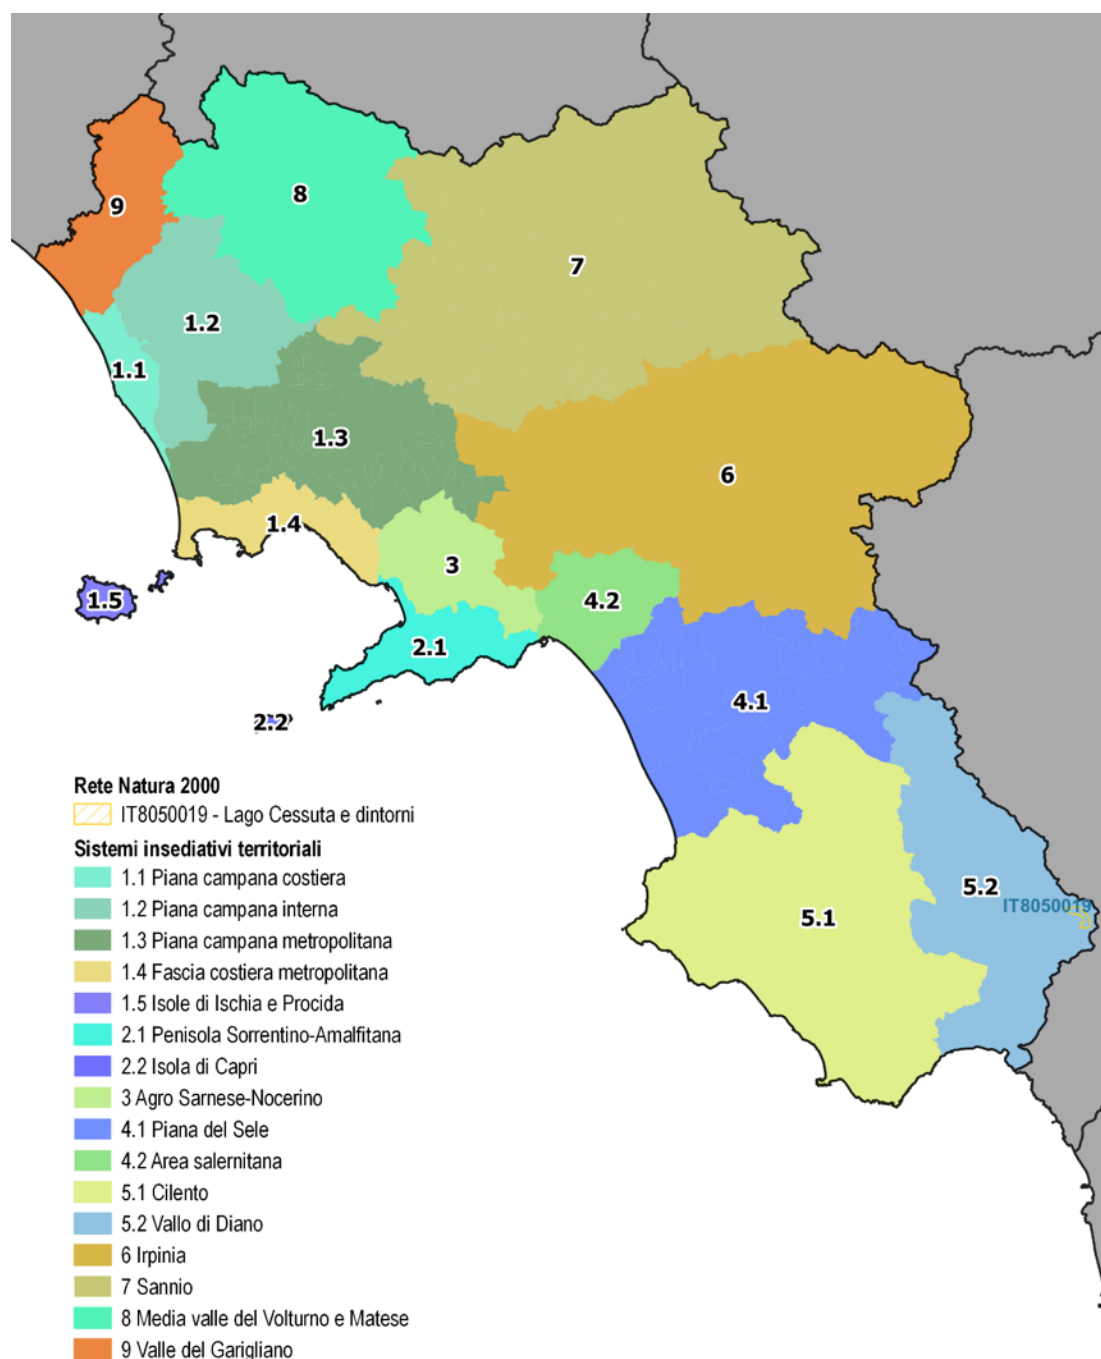 9
8
7
1.2
1.1
1.3
6
1.4
3
1.5
4.2
2.1
4.1
2.2
5.2
IT8050019
5.1
Rete Natura 2000
IT8050019 - Lago Cessuta e dintorni
Sistemi insediativi territoriali
1.1 Piana campana costiera
1.2 Piana campana interna
1.3 Piana campana metropolitana
1.4 Fascia costiera metropolitana
1.5 Isole di Ischia e Procida
2.1 Penisola Sorrentino-Amalfitana
2.2 Isola di Capri
3 Agro Sarnese-Nocerino
4.1 Piana del Sele
4.2 Area salernitana
5.1 Cilento
5.2 Vallo di Diano
6 Irpinia
7 Sannio
8 Media valle del Volturno e Matese
9 Valle del Garigliano